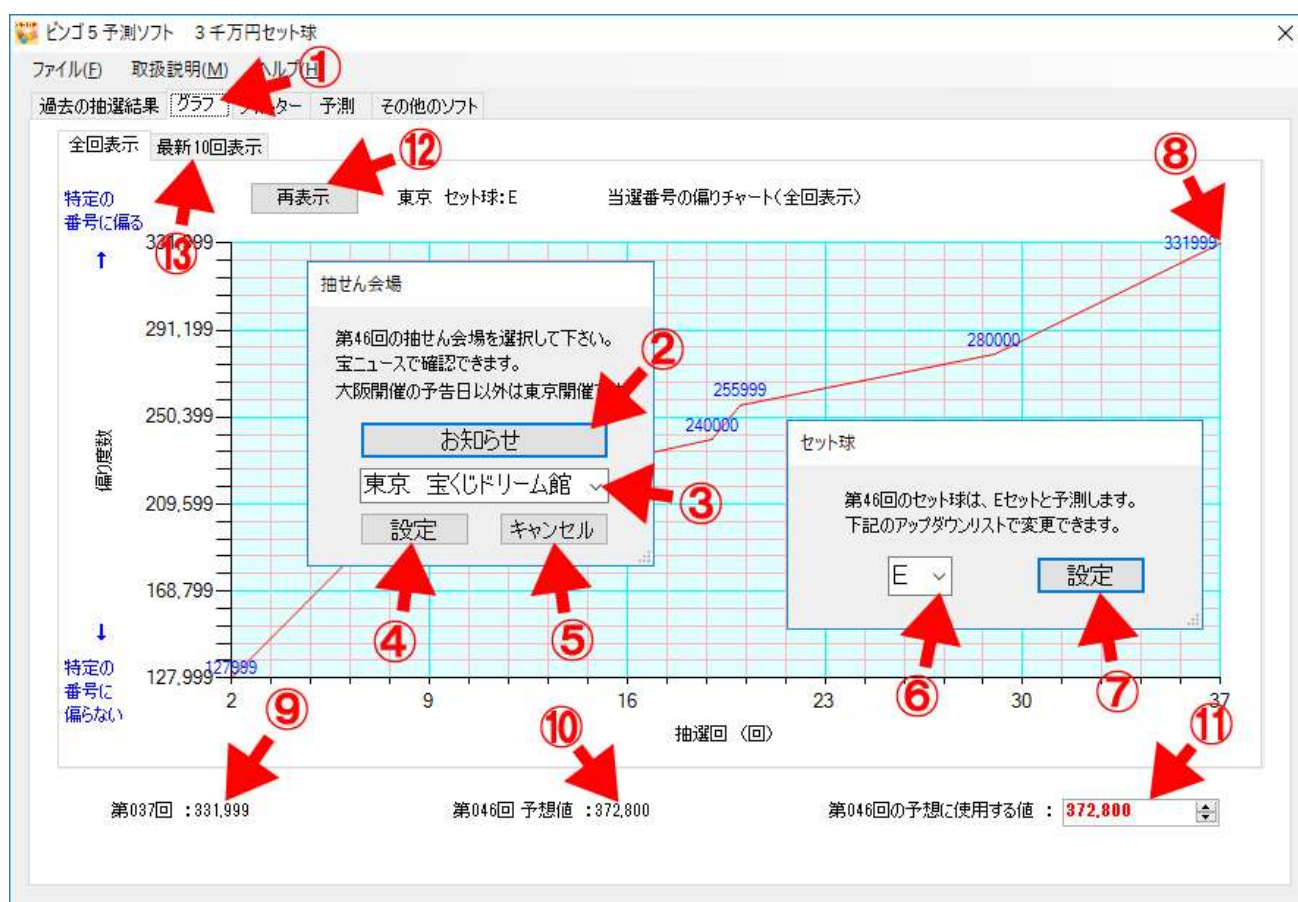 ビンゴ5予測ソフト 3千万円セット球
ファイル(F) 取扱説明(M) ヘルプ(H)
①
過去の抽選結果 グラフ フィルター 予測 その他のソフト
全回表示 最新10回表示
⑫
⑧
特定の
番号に偏る
↑
再表示 東京 セット球:E 当選番号の偏りチャート(全回表示)
⑬
331,999
331999
291,199
280000
250,399
255999
240000
偏り度数
209,599
168,799
↓
特定の
番号に
偏らない
127,999
127999
抽せん会場
第46回の抽せん会場を選択して下さい。
宝ニュースで確認できます。
大阪開催の予告日以外は東京開催
②
お知らせ
東京 宝くじドリーム館
③
設定 キャンセル
④ ⑤
セット球
第46回のセット球は、Eセットと予測します。
下記のアップダウンリストで変更できます。
E 設定
⑥ ⑦
2 9 16 23 30 37
抽選回 (回)
⑨ ⑩ ⑪
第037回 :331,999 第046回 予想値 :372,800 第046回の予想に使用する値 : 372,800